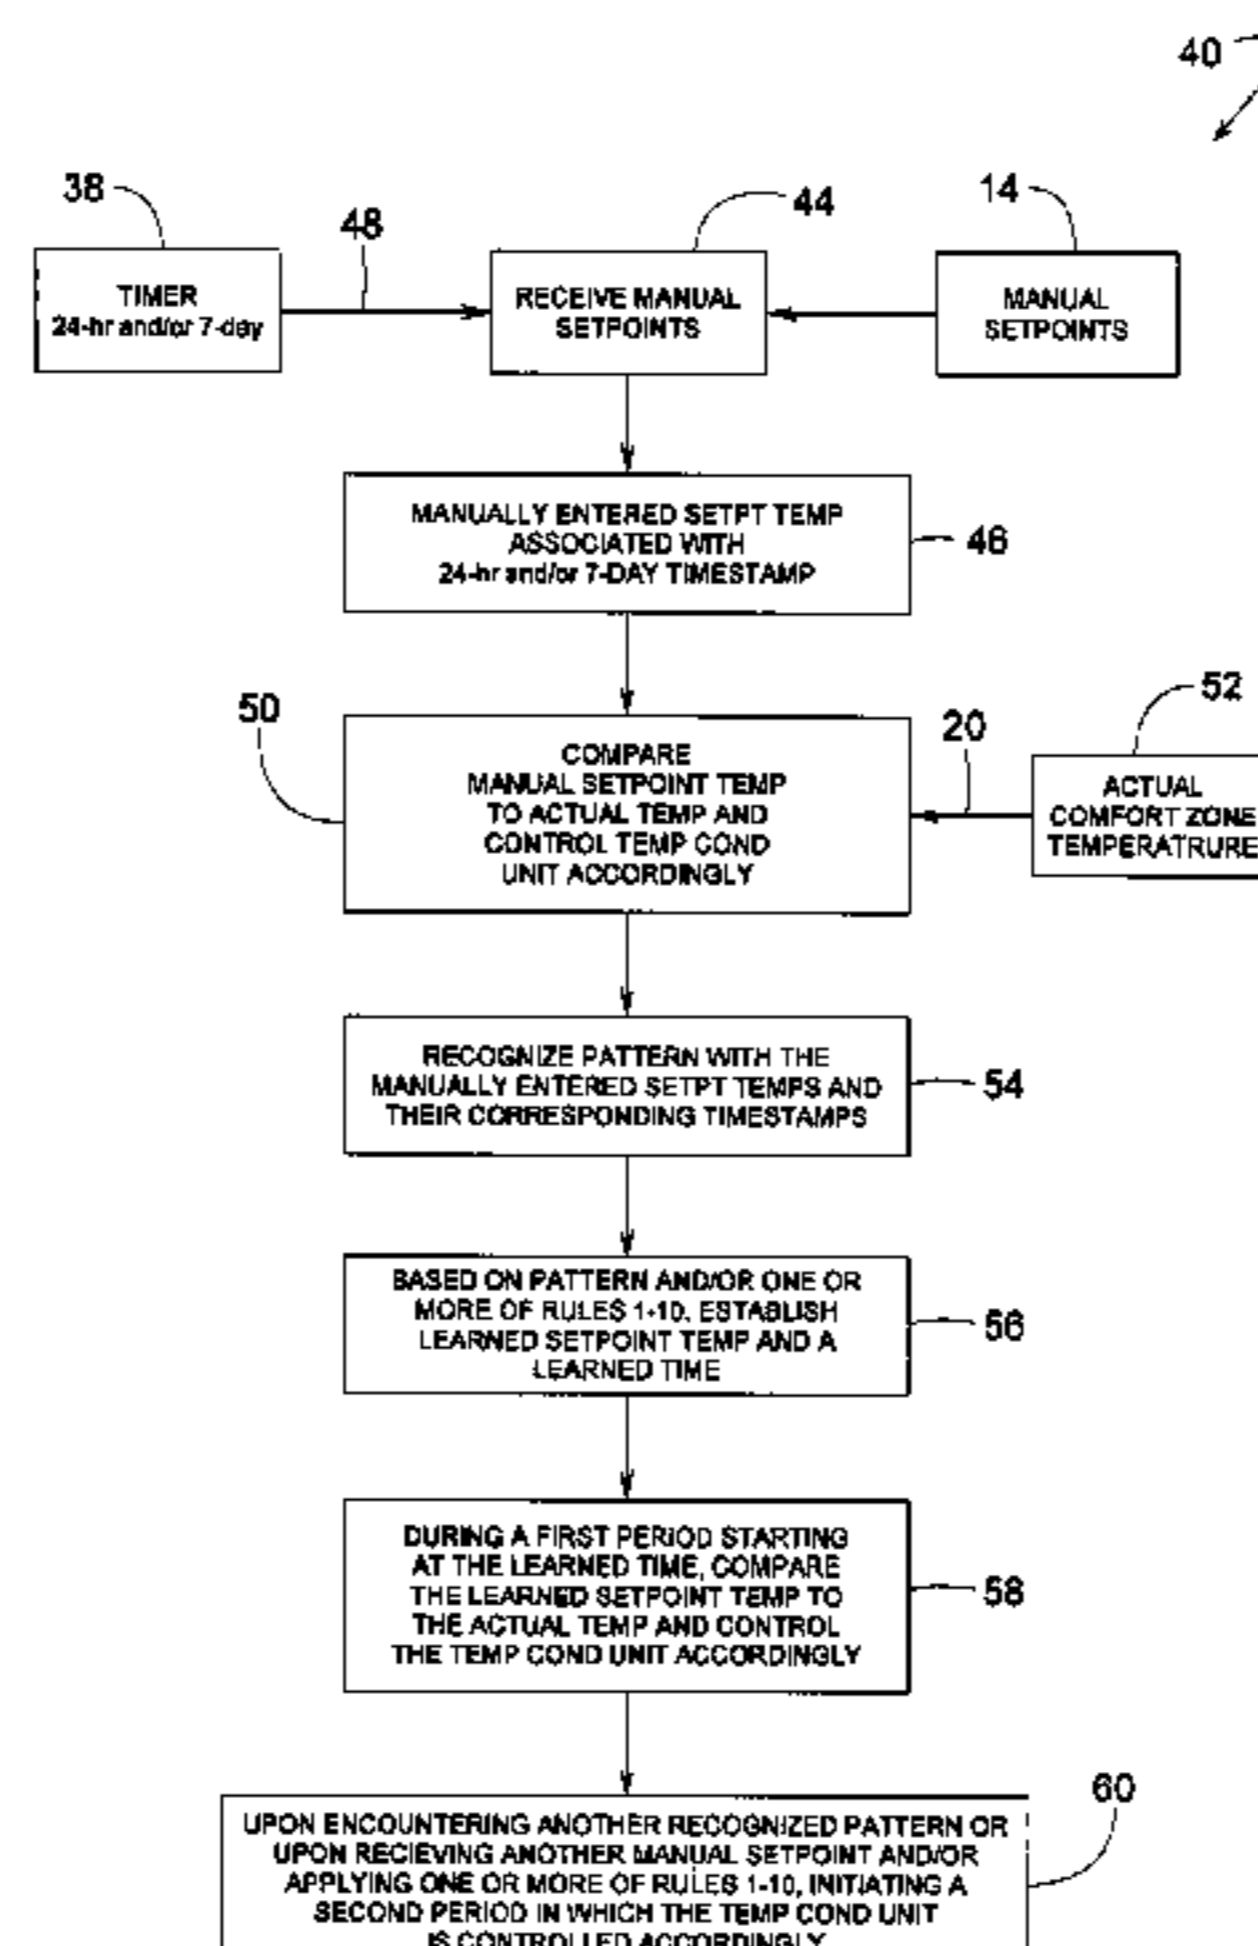 40
38
48
44
14
TIMER
24-hr and/or 7-day
RECEIVE MANUAL
SETPOINTS
MANUAL
SETPOINTS
MANUALLY ENTERED SETPT TEMP
ASSOCIATED WITH
24-hr and/or 7-DAY TIMESTAMP
46
50
COMPARE
MANUAL SETPOINT TEMP
TO ACTUAL TEMP AND
CONTROL TEMP COND
UNIT ACCORDINGLY
20
52
ACTUAL
COMFORT ZONE
TEMPERATRURE
RECOGNIZE PATTERN WITH THE
MANUALLY ENTERED SETPT TEMPS AND
THEIR CORRESPONDING TIMESTAMPS
54
BASED ON PATTERN AND/OR ONE OR
MORE OF RULES 1-10, ESTABLISH
LEARNED SETPOINT TEMP AND A
LEARNED TIME
56
DURING A FIRST PERIOD STARTING
AT THE LEARNED TIME, COMPARE
THE LEARNED SETPOINT TEMP TO
THE ACTUAL TEMP AND CONTROL
THE TEMP COND UNIT ACCORDINGLY
58
60
UPON ENCOUNTERING ANOTHER RECOGNIZED PATTERN OR
UPON RECIEVING ANOTHER MANUAL SETPOINT AND/OR
APPLYING ONE OR MORE OF RULES 1-10, INITIATING A
SECOND PERIOD IN WHICH THE TEMP COND UNIT
IS CONTROLLED ACCORDINGLY